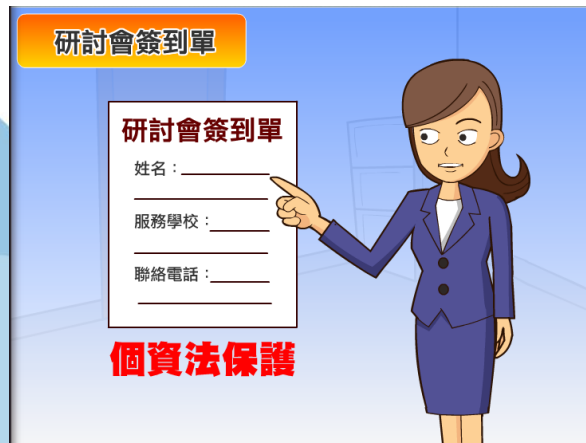 研討會簽到單
研討會簽到單
姓名：
服務學校：
聯絡電話：
個資法保護